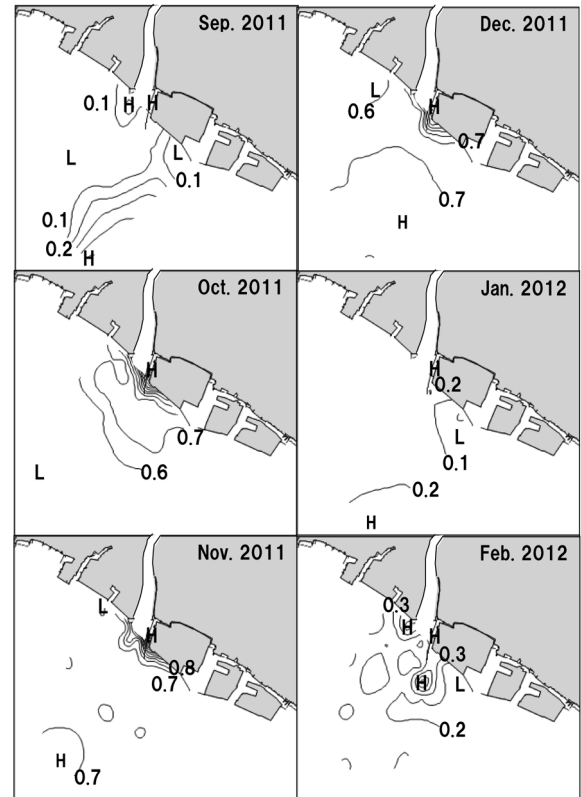 Sep. 2011
0.1 H H
L L
0.1
0.1
0.2 H
Dec. 2011
L H
0.6
0.7
0.7
H
Oct. 2011
H
0.7
L 0.6
Jan. 2012
H
0.2
L
0.1
0.2
H
Nov. 2011
L
H
0.8
0.7
H
0.7
Feb. 2012
0.3
H H
0.3
H L
0.2